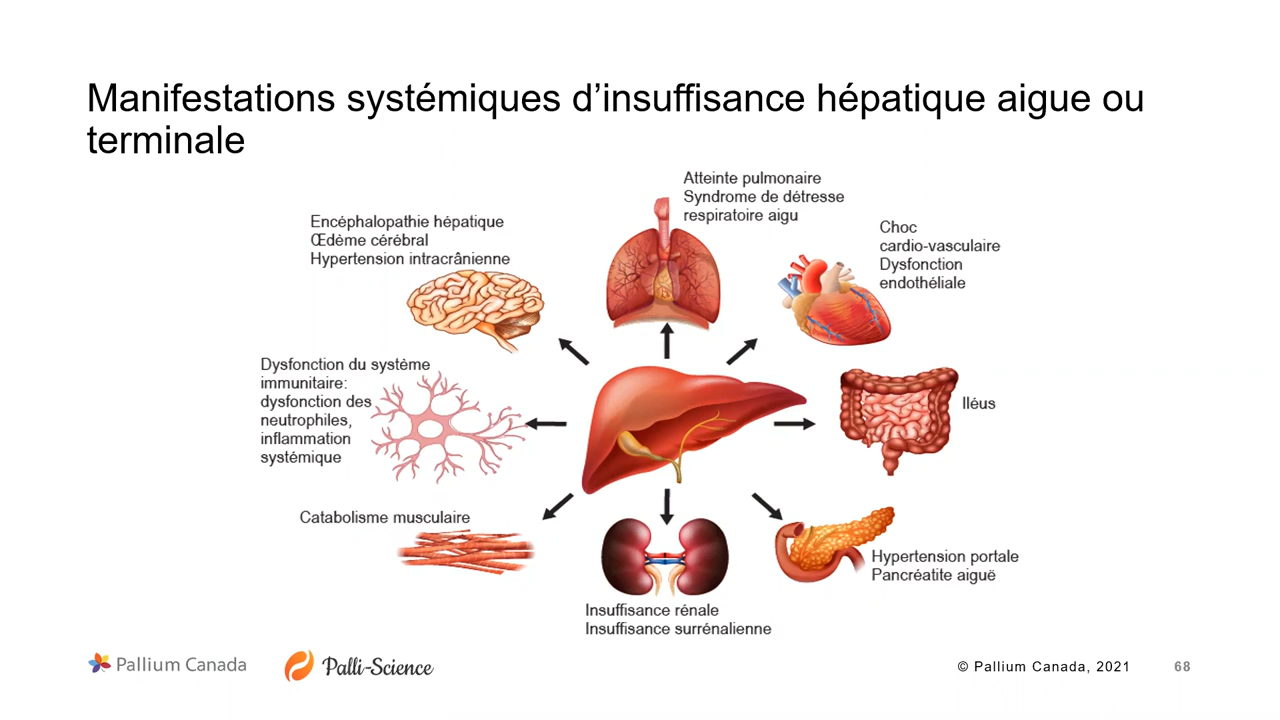 Manifestations systémiques d’insuffisance hépatique aigue ou
terminale
Atteinte pulmonaire
Syndrome de détresse
respiratoire aigu
Encéphalopathie hépatique
Œdème cérébral
Hypertension intracrânienne
Choc
cardio-vasculaire
Dysfonction
endothéliale
Dysfonction du système
immunitaire:
dysfonction des
neutrophiles,
inflammation
systémique
Iléus
Catabolisme musculaire
Hypertension portale
Pancréatite aiguë
Insuffisance rénale
Insuffisance surrénalienne
Pallium Canada
Palli-Science
© Pallium Canada, 2021
68